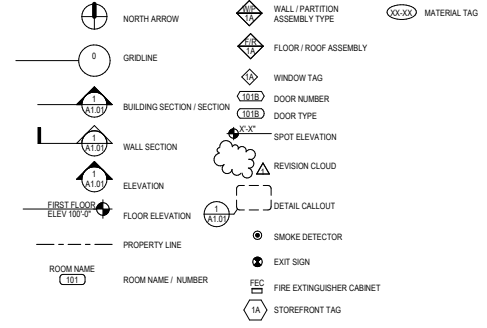 NORTH ARROW
0
GRIDLINE
1
A1.01
BUILDING SECTION / SECTION
1
A1.01
WALL SECTION
1
A1.01
ELEVATION
FIRST FLOOR
ELEV 100'-0"
FLOOR ELEVATION
PROPERTY LINE
ROOM NAME
101
ROOM NAME / NUMBER
W/P
1A
WALL / PARTITION
ASSEMBLY TYPE
F/R
1A
FLOOR / ROOF ASSEMBLY
1A
WINDOW TAG
101B
DOOR NUMBER
101B
DOOR TYPE
X'-X"
SPOT ELEVATION
1
REVISION CLOUD
1
A1.01
DETAIL CALLOUT
SMOKE DETECTOR
EXIT SIGN
FEC
FIRE EXTINGUISHER CABINET
1A
STOREFRONT TAG
XX-XX
MATERIAL TAG